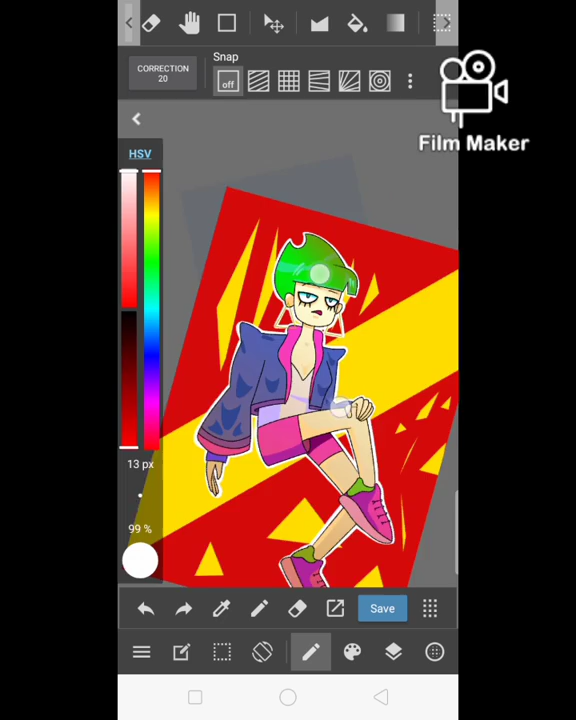 Snap
CORRECTION
20
off
Film Maker
HSV
13 px
99 %
Save